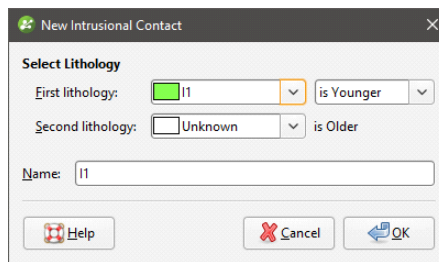 New Intrusional Contact
Select Lithology
First lithology: I1 is Younger
Second lithology: Unknown is Older
Name: I1
Help Cancel OK